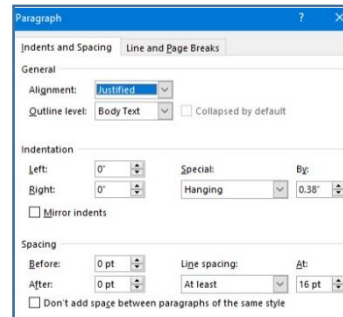 Paragraph ? ×
Indents and Spacing Line and Page Breaks
General
Alignment: Justified
Outline level: Body Text Collapsed by default
Indentation
Left: 0" Special: By:
Right: 0" Hanging 0.38"
Mirror indents
Spacing
Before: 0 pt Line spacing: At:
After: 0 pt At least 16 pt
Don't add space between paragraphs of the same style